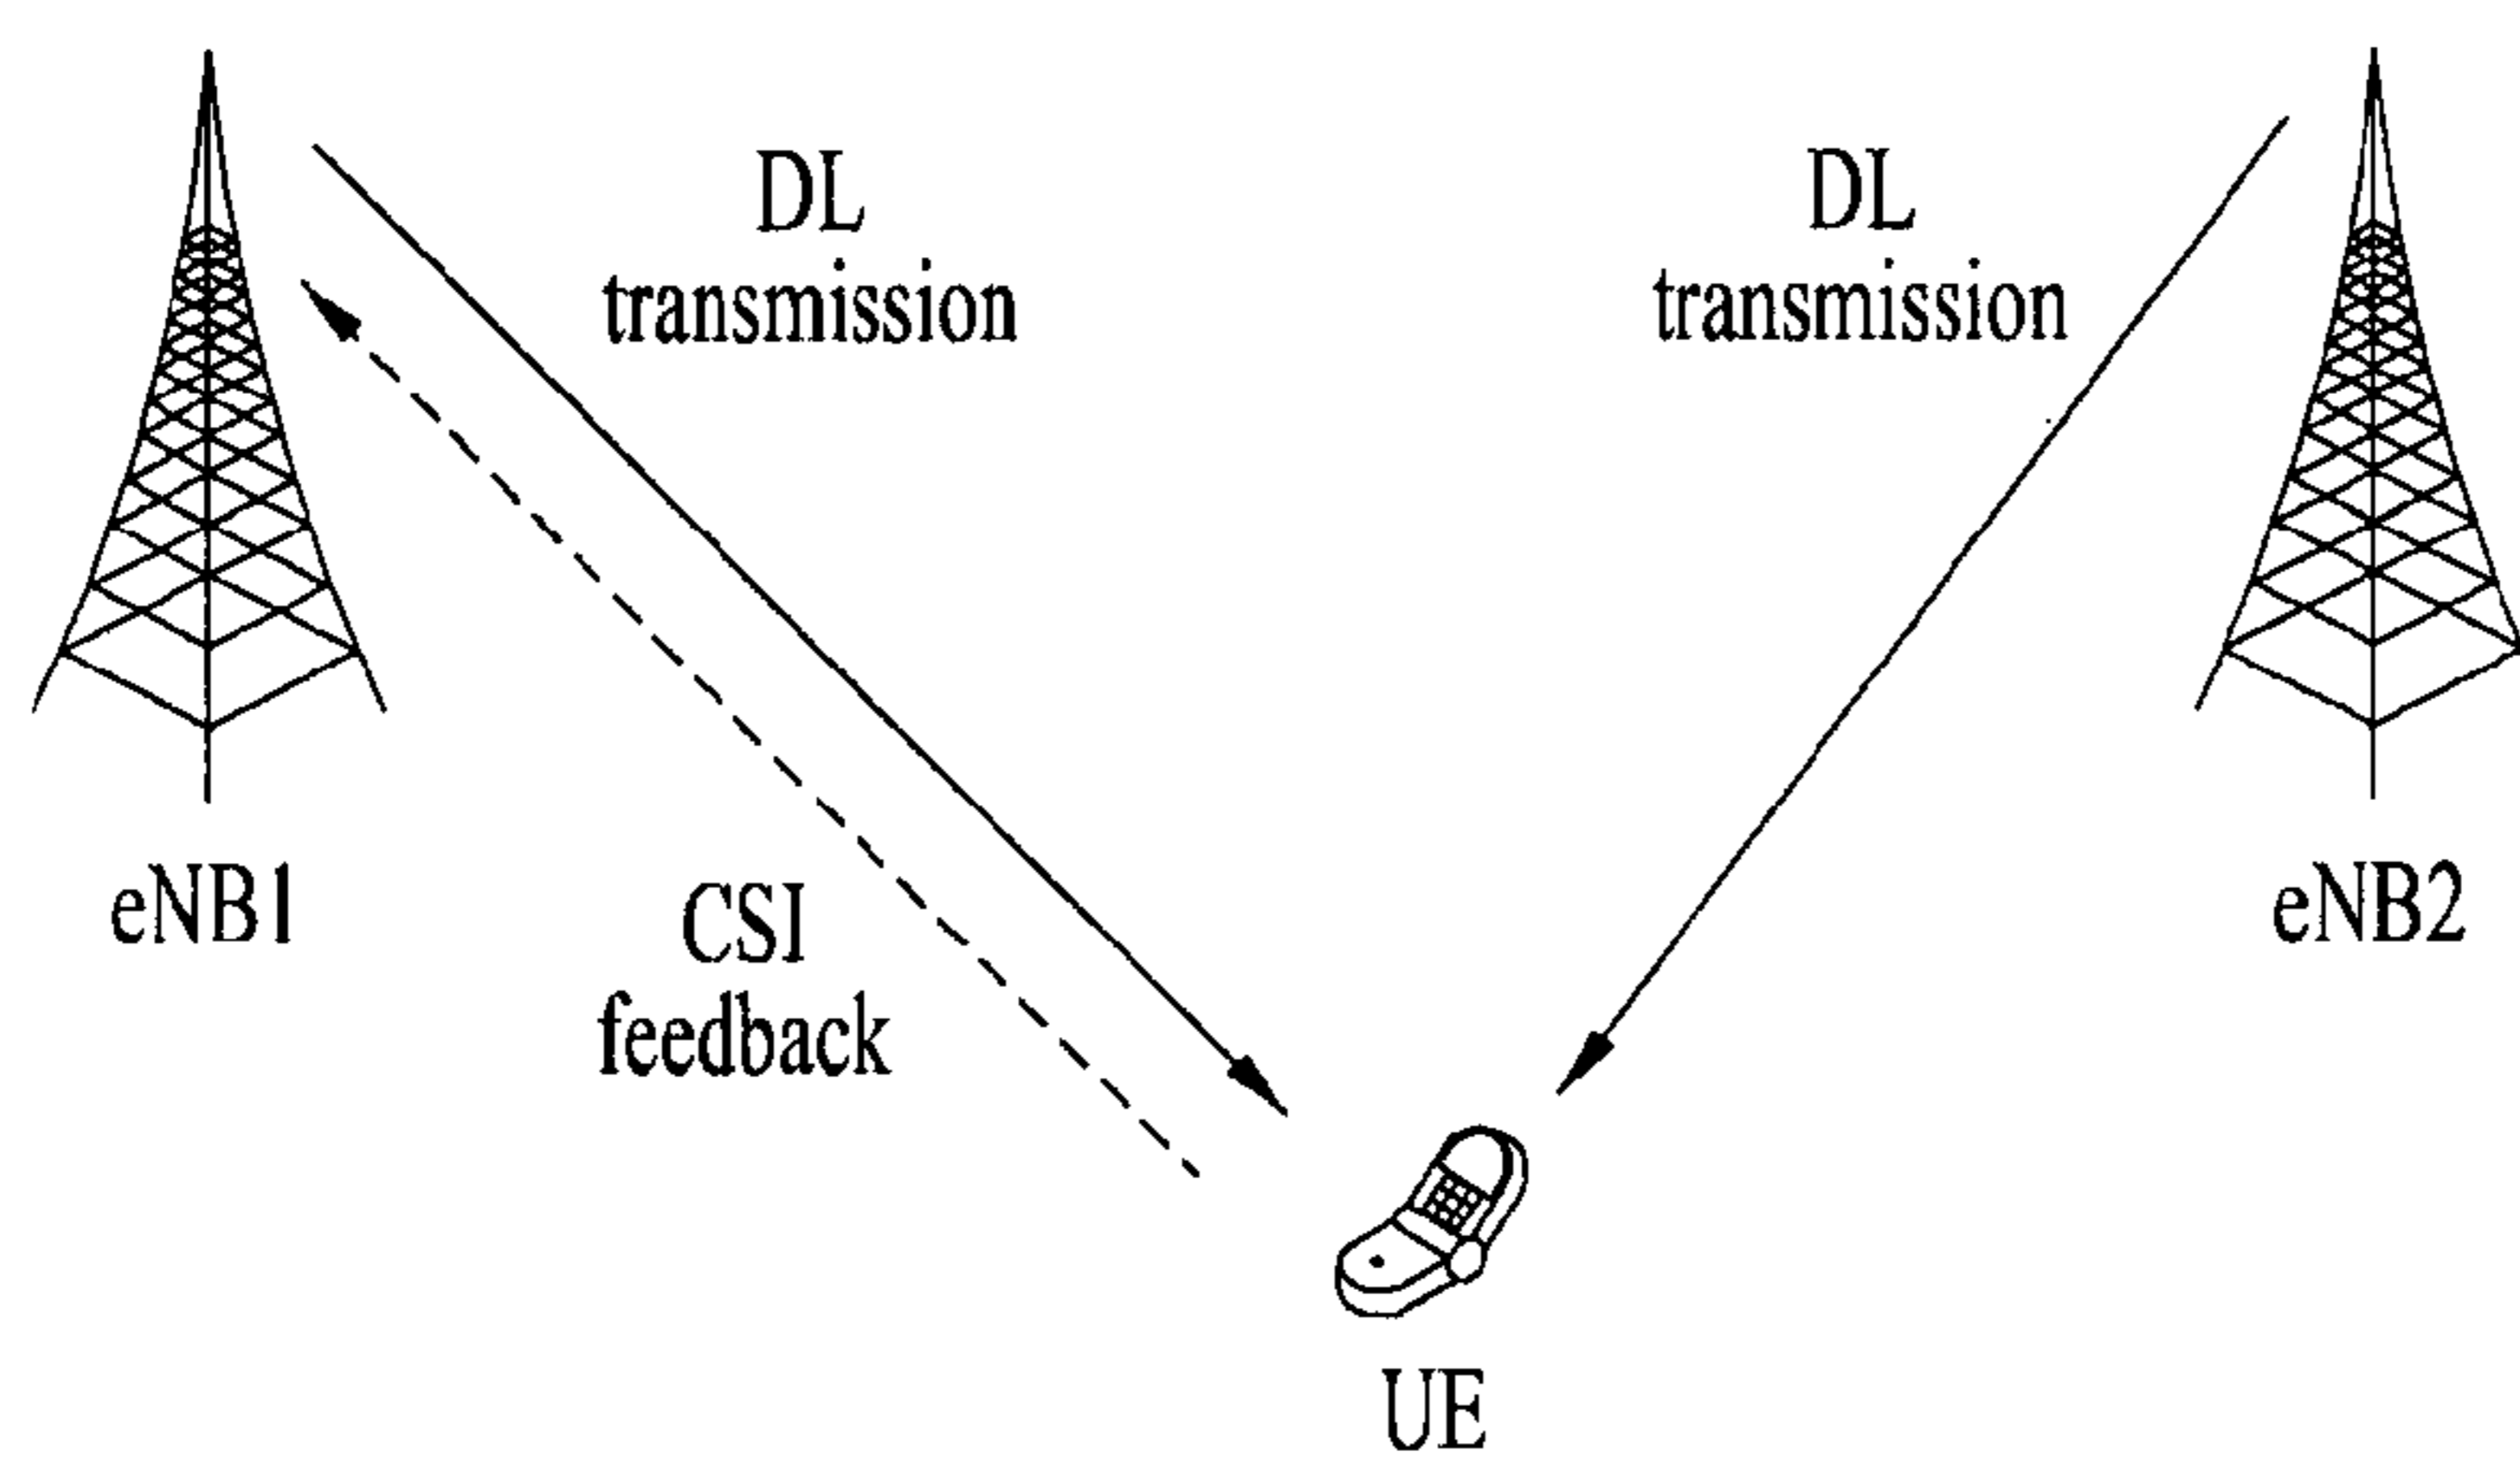 DL
transmission
DL
transmission
eNB1
CSI
feedback
eNB2
UE